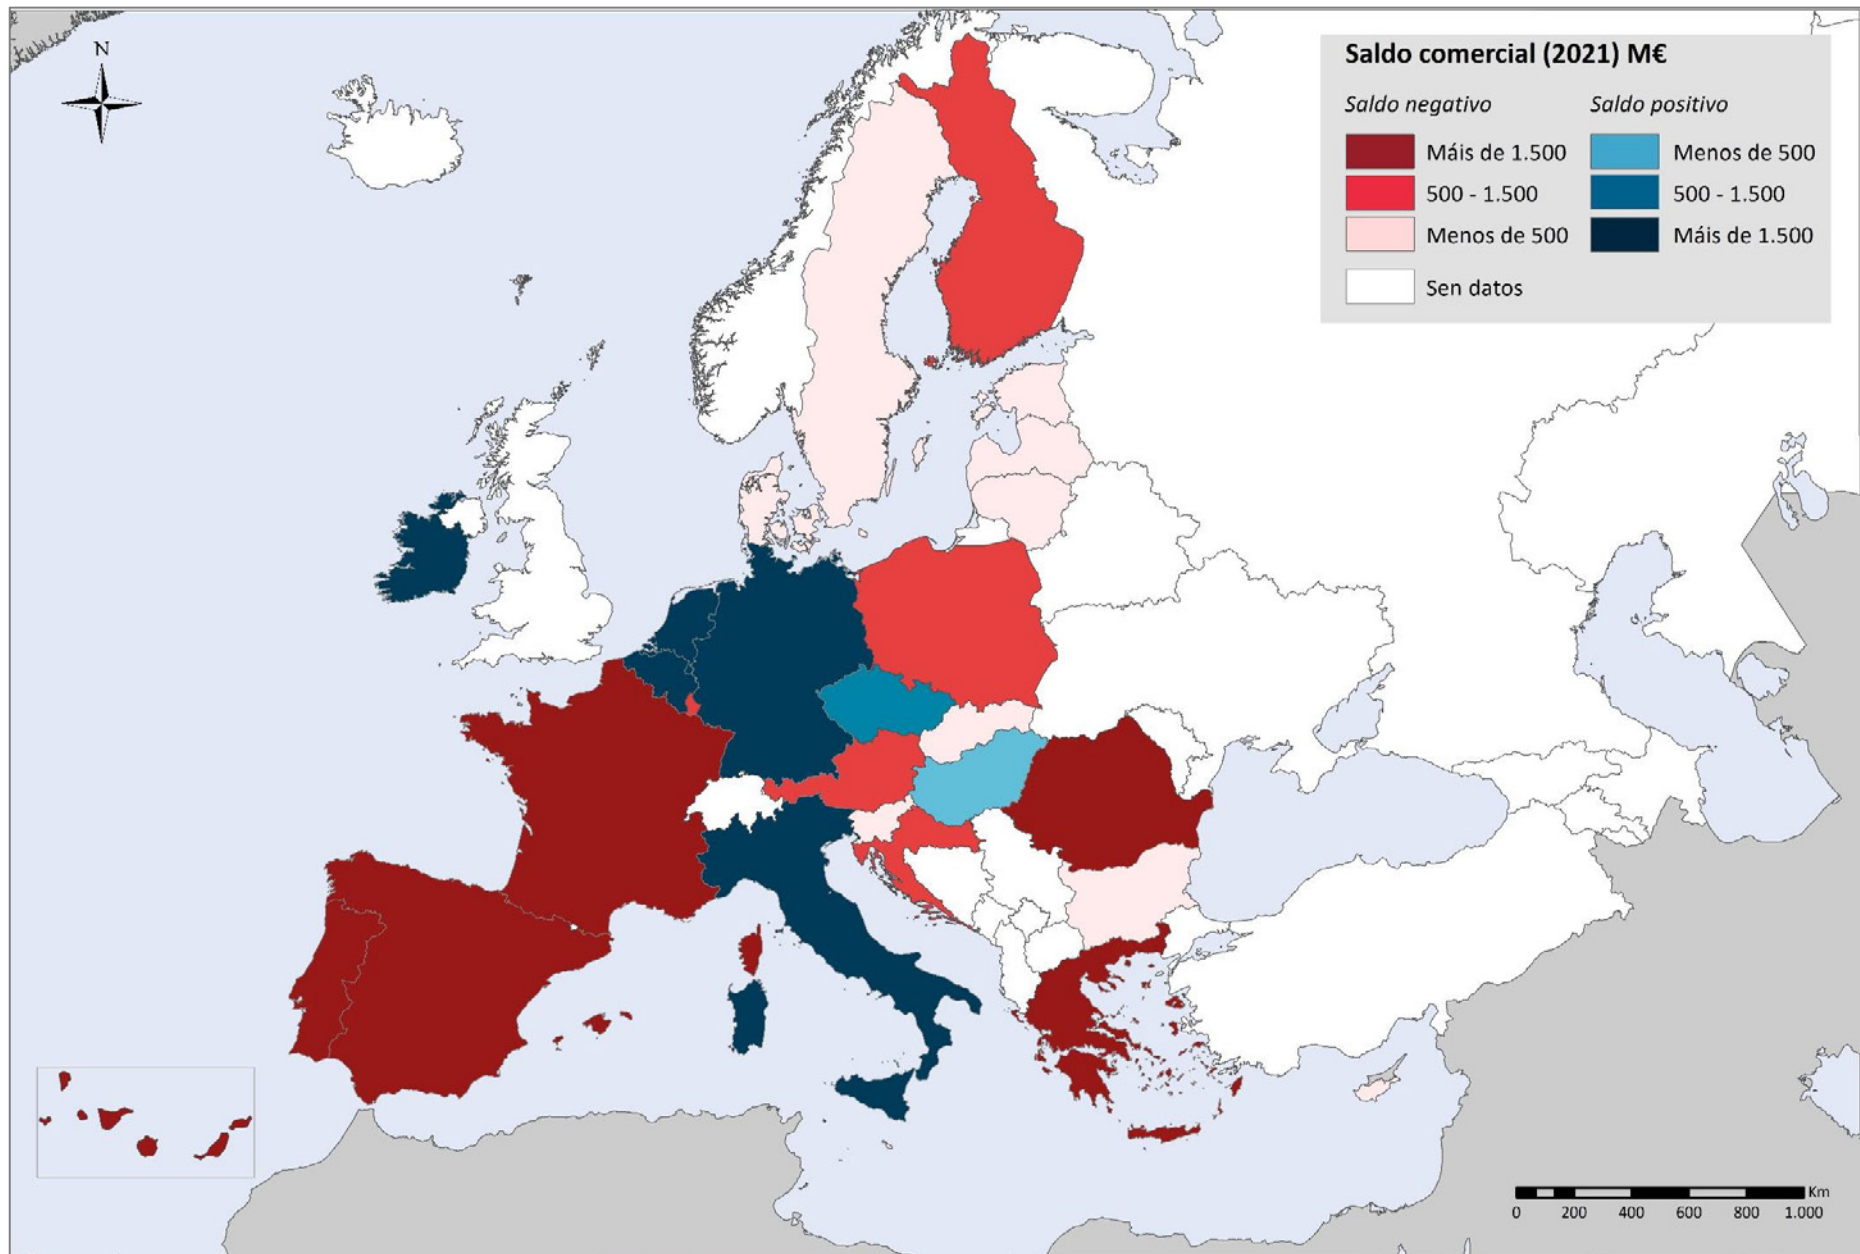 N
Saldo comercial (2021) M€
Saldo negativo
Saldo positivo
Máis de 1.500
Menos de 500
500 - 1.500
500 - 1.500
Menos de 500
Máis de 1.500
Sen datos
Km
0 200 400 600 800 1.000